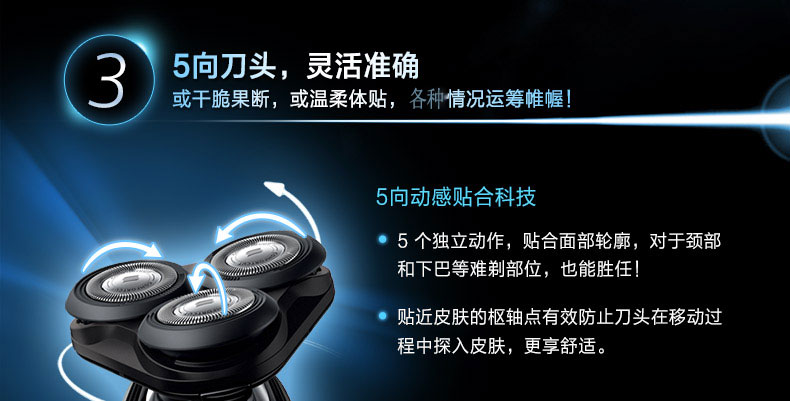 3
5向刀头，灵活准确
或干脆果断，或温柔体贴，各种情况运筹帷幄！
5向动感贴合科技
• 5 个独立动作，贴合面部轮廓，对于颈部
和下巴等难剃部位，也能胜任！
• 贴近皮肤的枢轴点有效防止刀头在移动过
程中探入皮肤，更享舒适。